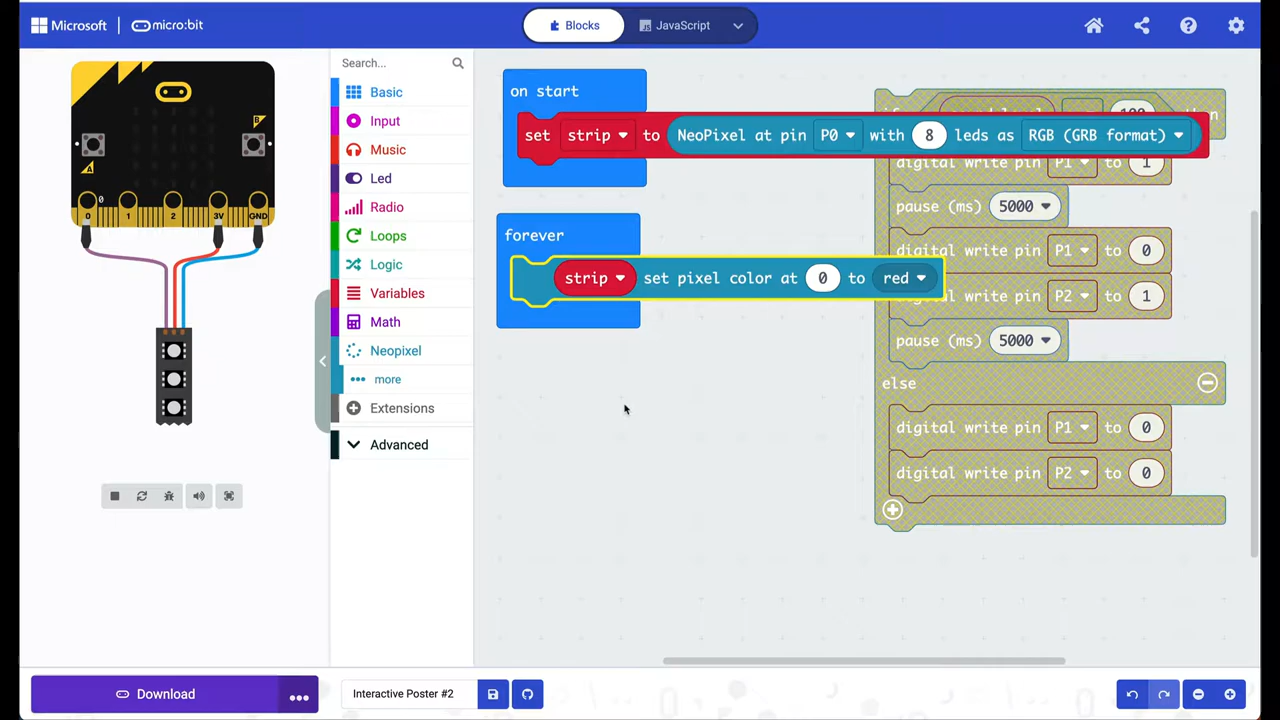 Microsoft micro:bit
Blocks JavaScript
Search...
Basic
Input
Music
Led
Radio
Loops
Logic
Variables
Math
Neopixel
more
Extensions
Advanced
B
A
0
0 1 2 3V GND
on start
set strip to NeoPixel at pin P0 with 8 leds as RGB (GRB format)
forever
strip set pixel color at 0 to red
digital write pin P1 to 1
pause (ms) 5000
digital write pin P1 to 0
digital write pin P2 to 1
pause (ms) 5000
else
digital write pin P1 to 0
digital write pin P2 to 0
Download
Interactive Poster #2